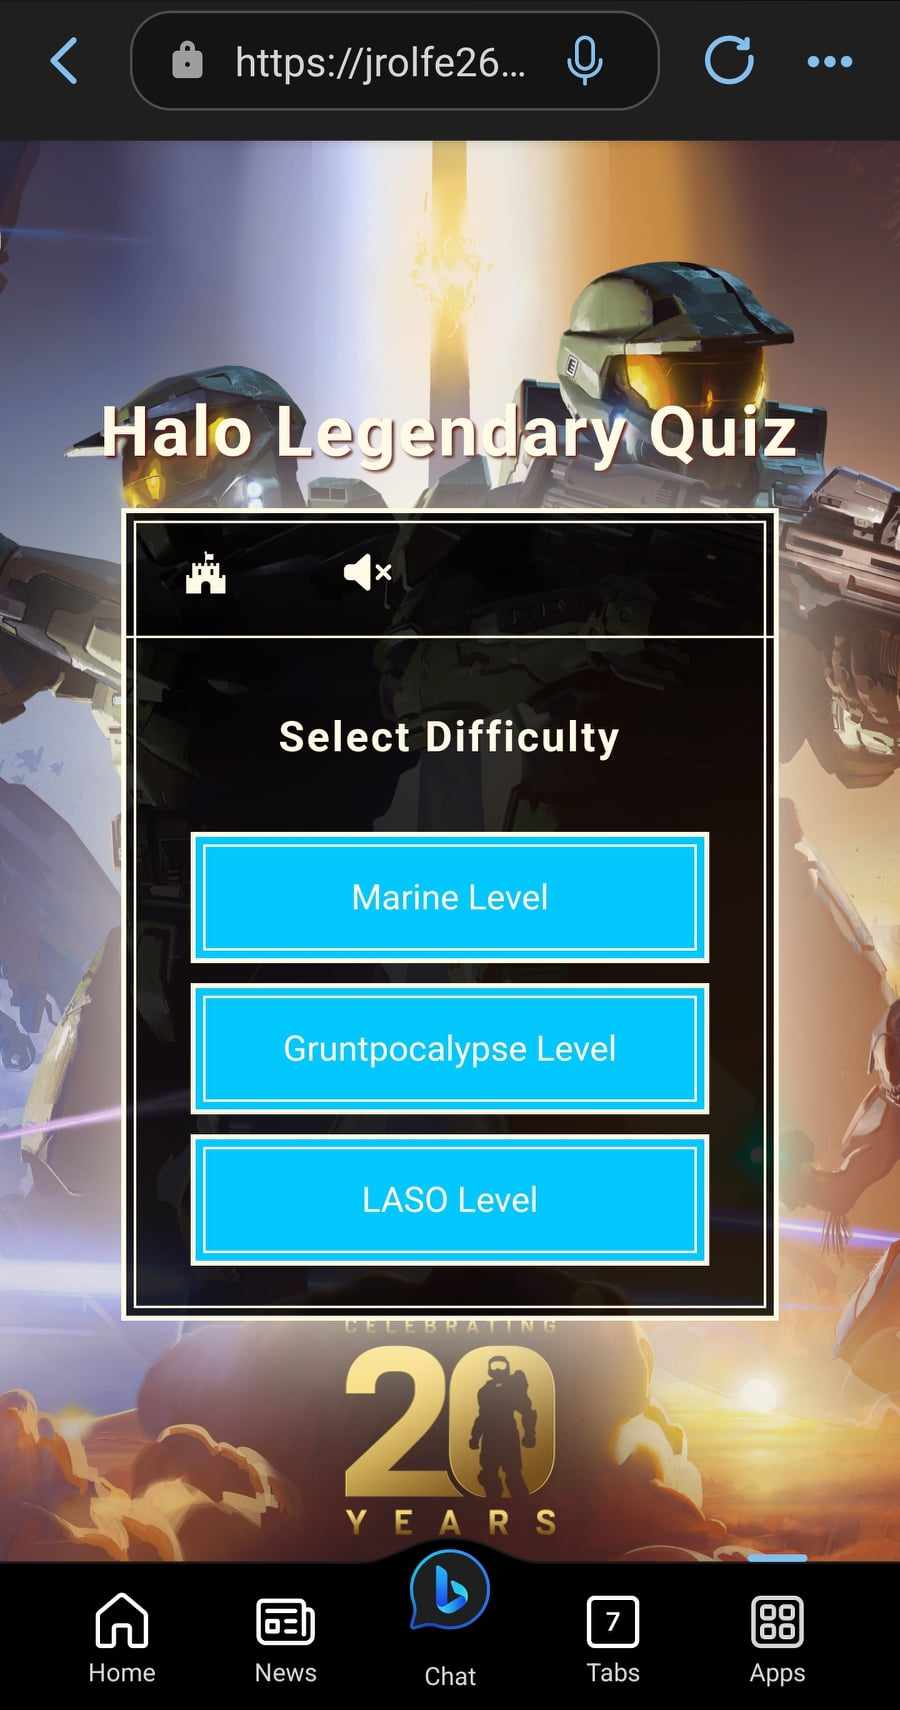 https://jrolfe26...
Halo Legendary Quiz
Select Difficulty
Marine Level
Gruntpocalypse Level
LASO Level
CELEBRATING
20
YEARS
7
Home News Chat Tabs Apps